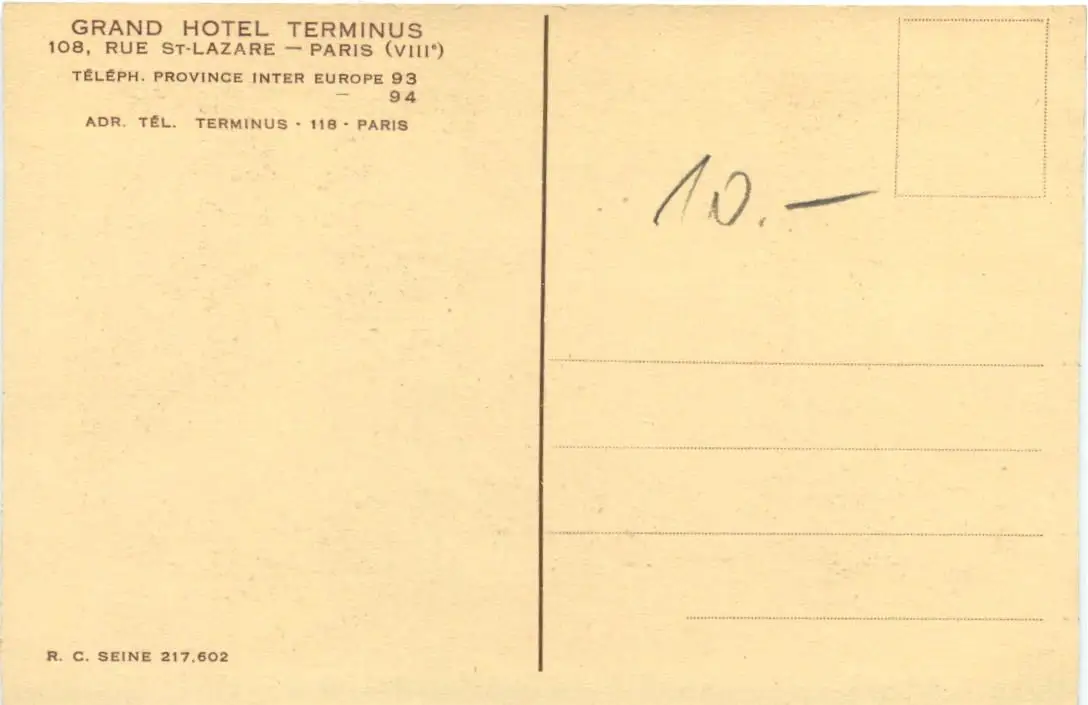 GRAND HOTEL TERMINUS
108, RUE ST-LAZARE — PARIS (VIIIᵉ)
TÉLÉPH. PROVINCE INTER EUROPE 93
— 94
ADR. TÉL. TERMINUS · 118 · PARIS
10.—
R. C. SEINE 217.602